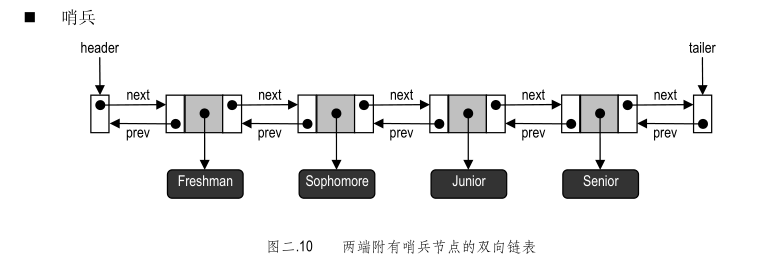 ■ 哨兵
header tailer
next next next next next
prev prev prev prev prev
Freshman Sophomore Junior Senior
图二.10 两端附有哨兵节点的双向链表